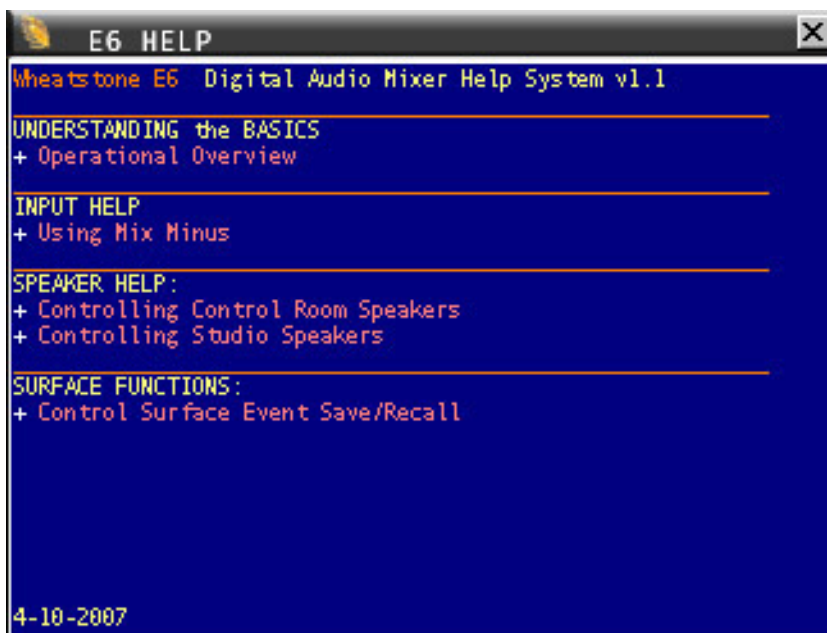 E6 HELP
Wheatstone E6 Digital Audio Mixer Help System v1.1
UNDERSTANDING the BASICS
+ Operational Overview
INPUT HELP
+ Using Mix Minus
SPEAKER HELP:
+ Controlling Control Room Speakers
+ Controlling Studio Speakers
SURFACE FUNCTIONS:
+ Control Surface Event Save/Recall
4-10-2007